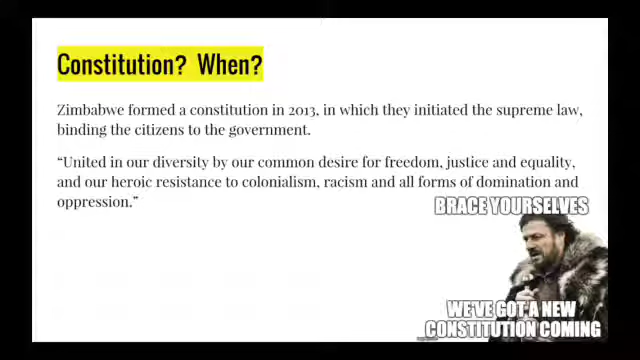 Constitution? When?
Zimbabwe formed a constitution in 2013, in which they initiated the supreme law,
binding the citizens to the government.
“United in our diversity by our common desire for freedom, justice and equality,
and our heroic resistance to colonialism, racism and all forms of domination and
oppression.”
BRACE YOURSELVES
WE'VE GOT A NEW
CONSTITUTION COMING